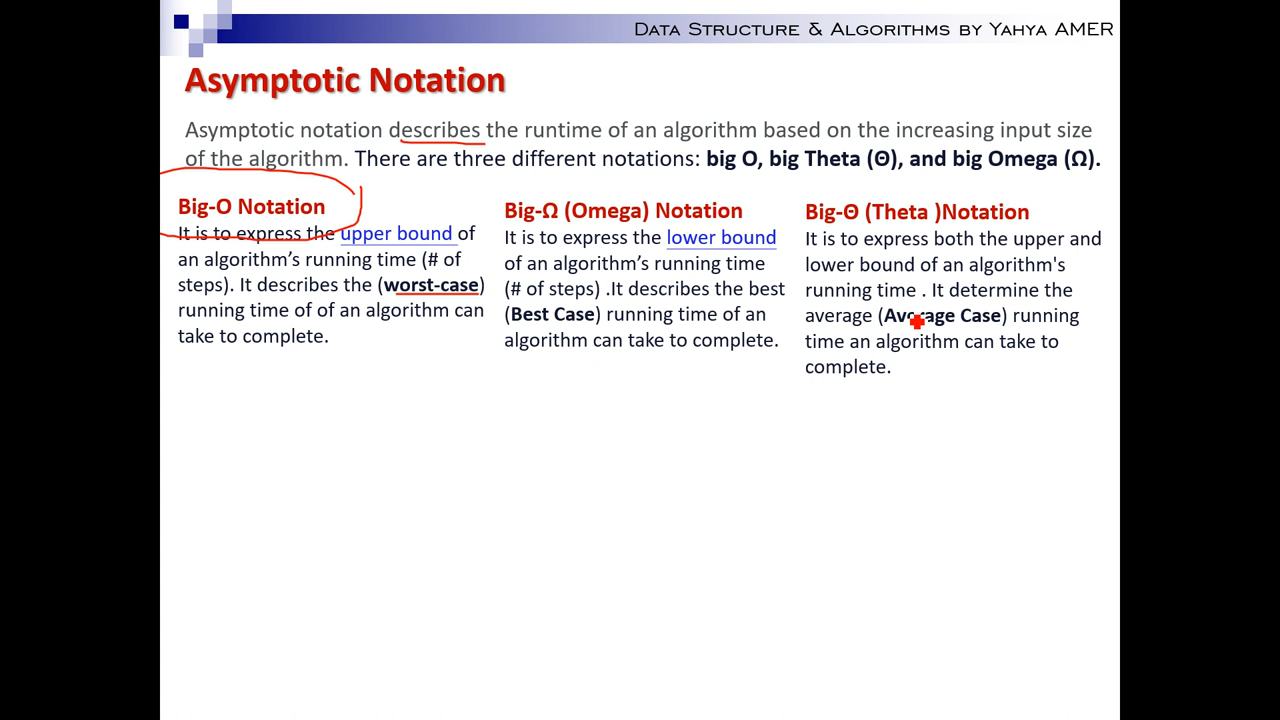 Data Structure & Algorithms by Yahya AMER
Asymptotic Notation
Asymptotic notation describes the runtime of an algorithm based on the increasing input size
of the algorithm. There are three different notations: big O, big Theta (Θ), and big Omega (Ω).
Big-O Notation
It is to express the upper bound of
an algorithm’s running time (# of
steps). It describes the (worst-case)
running time of of an algorithm can
take to complete.
Big-Ω (Omega) Notation
It is to express the lower bound
of an algorithm’s running time
(# of steps) .It describes the best
(Best Case) running time of an
algorithm can take to complete.
Big-Θ (Theta )Notation
It is to express both the upper and
lower bound of an algorithm's
running time . It determine the
average (Average Case) running
time an algorithm can take to
complete.